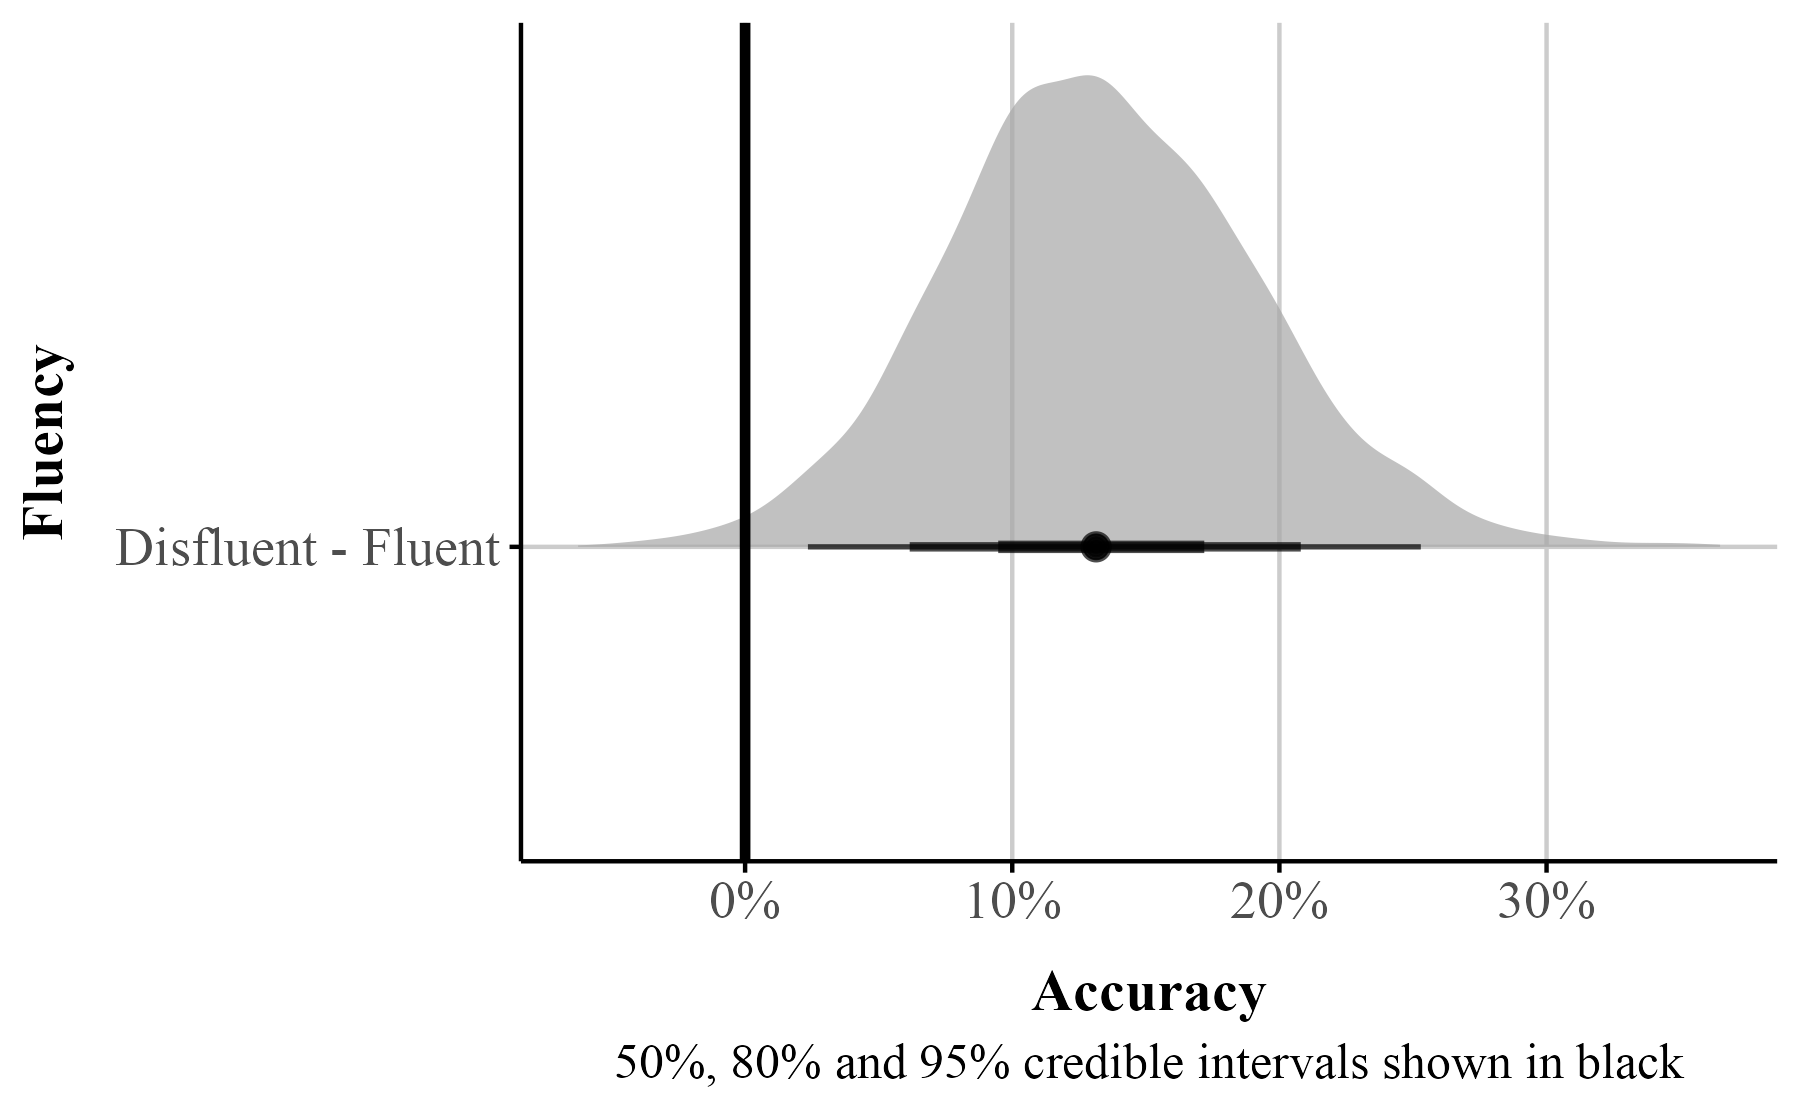 Fluency
Disfluent - Fluent
0% 10% 20% 30%
Accuracy
50%, 80% and 95% credible intervals shown in black